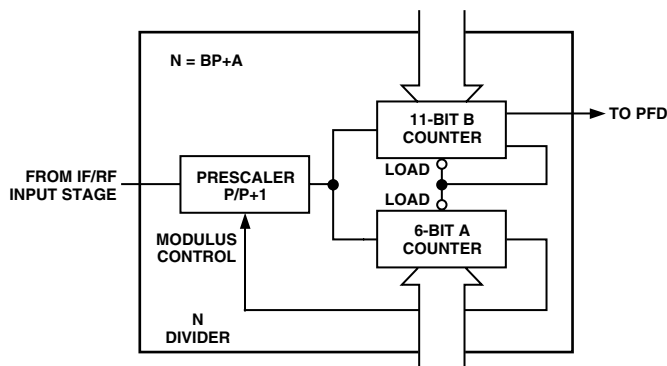 N = BP+A
11-BIT B
COUNTER
TO PFD
FROM IF/RF
INPUT STAGE
PRESCALER
P/P+1
LOAD
LOAD
MODULUS
CONTROL
6-BIT A
COUNTER
N
DIVIDER